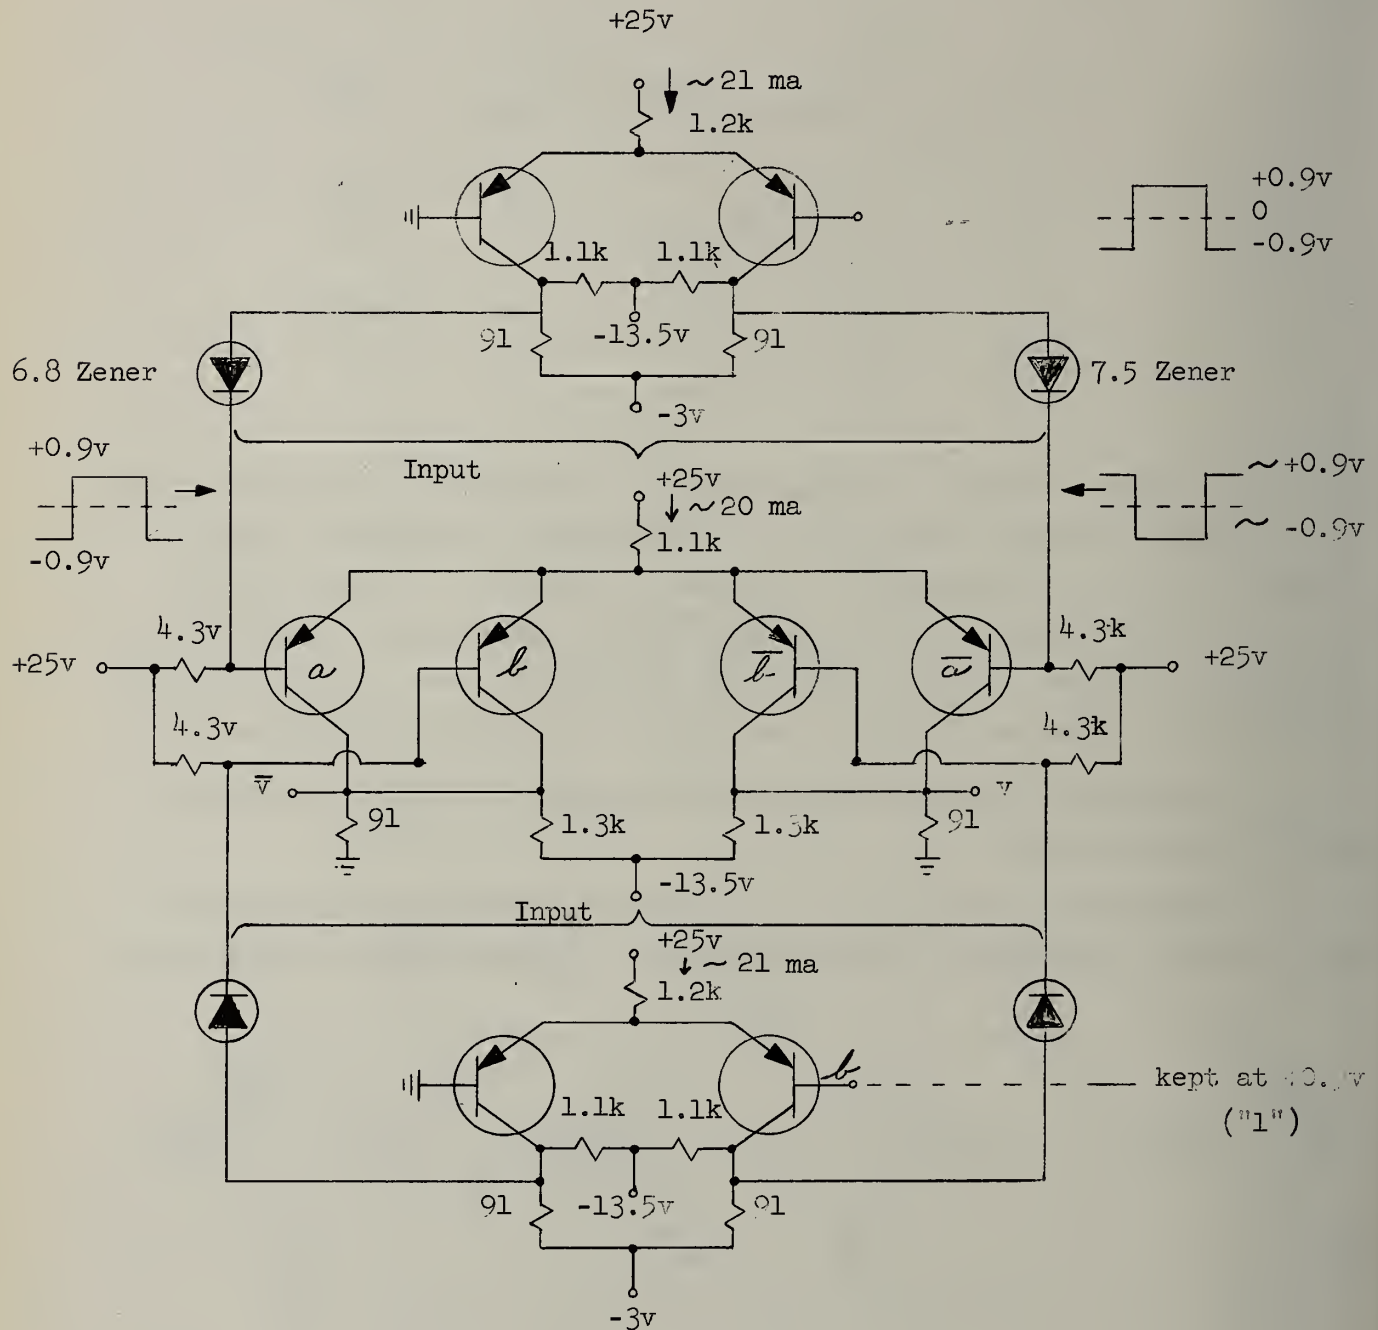 +25v
~21 ma
1.2k
+0.9v
0
-0.9v
1.1k 1.1k
91 -13.5v 91
6.8 Zener
7.5 Zener
-3v
+0.9v
Input
-0.9v
+25v
~20 ma
1.1k
~ +0.9v
~ -0.9v
4.3v
4.3k
+25v
a
b
b̅
a̅
+25v
4.3v
4.3k
v̅
v
91
1.3k
1.3k
91
-13.5v
Input
+25v
~ 21 ma
1.2k
b
kept at
("1")
1.1k 1.1k
91 -13.5v 91
-3v